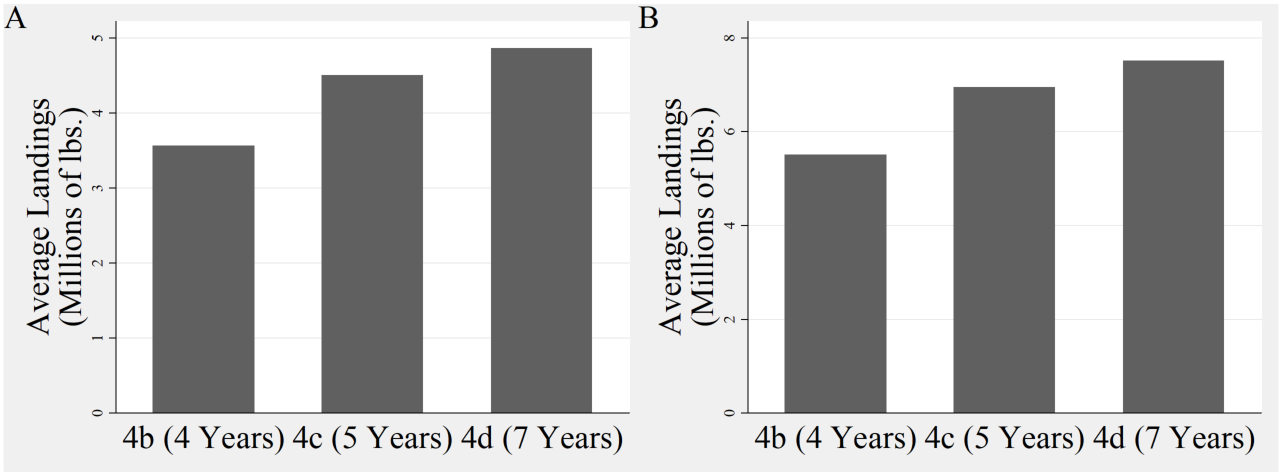 A
Average Landings
(Millions of lbs.)
5
4
3
2
1
0
4b (4 Years) 4c (5 Years) 4d (7 Years)
B
Average Landings
(Millions of lbs.)
8
6
4
2
0
4b (4 Years) 4c (5 Years) 4d (7 Years)